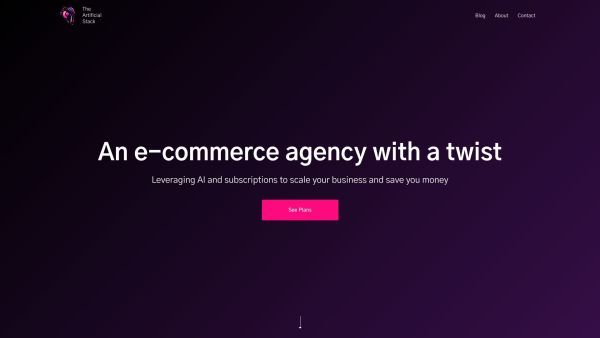 The
Artificial
Stack
Blog About Contact
An e-commerce agency with a twist
Leveraging AI and subscriptions to scale your business and save you money
See Plans